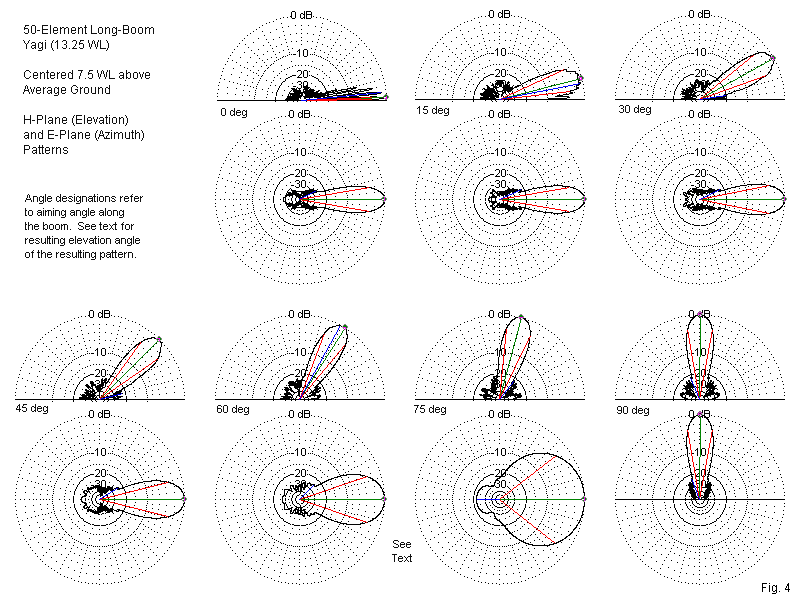 50-Element Long-Boom
Yagi (13.25 WL)
Centered 7.5 WL above
Average Ground
H-Plane (Elevation)
and E-Plane (Azimuth)
Patterns
Angle designations refer
to aiming angle along
the boom. See text for
resulting elevation angle
of the resulting pattern.
0 dB
-10
20
0 deg
0 dB
-10
20
30
0 dB
-10
20
15 deg
0 dB
-10
20
30
0 dB
-10
20
30 deg
0 dB
-10
20
30
0 dB
-10
20
45 deg
0 dB
-10
20
30
0 dB
-10
20
60 deg
0 dB
-10
20
30
0 dB
-10
20
75 deg
0 dB
-10
20
30
0 dB
-10
20
90 deg
0 dB
-10
20
See
Text
Fig. 4